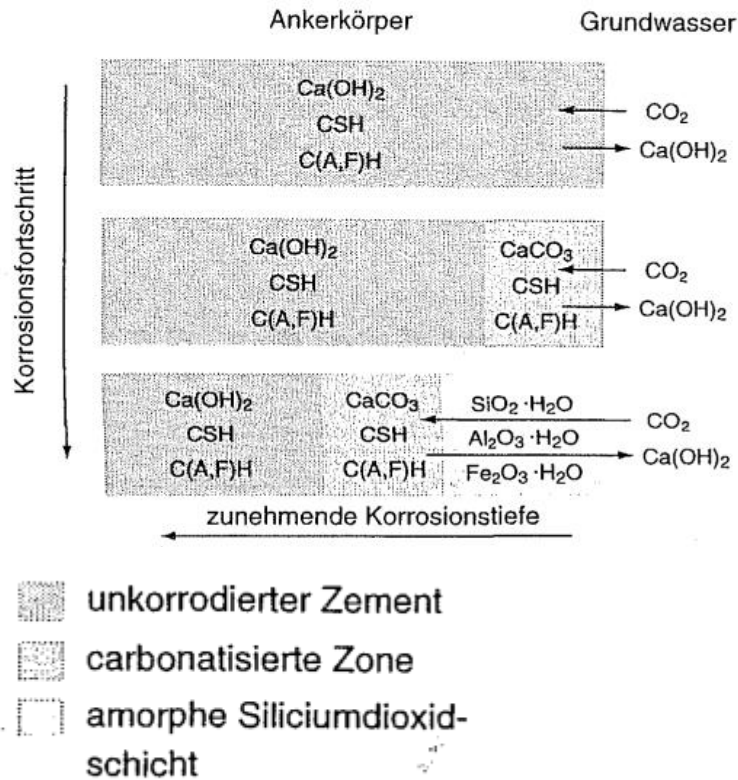 Ankerkörper Grundwasser
Korrosionsfortschritt
Ca(OH)₂
CSH
C(A,F)H
CO₂
Ca(OH)₂
Ca(OH)₂
CSH
C(A,F)H
CaCO₃
CSH
C(A,F)H
CO₂
Ca(OH)₂
Ca(OH)₂
CSH
C(A,F)H
CaCO₃
CSH
C(A,F)H
SiO₂·H₂O
Al₂O₃·H₂O
Fe₂O₃·H₂O
CO₂
Ca(OH)₂
zunehmende Korrosionstiefe
unkorrodierter Zement
carbonatisierte Zone
amorphe Siliciumdioxid-
schicht